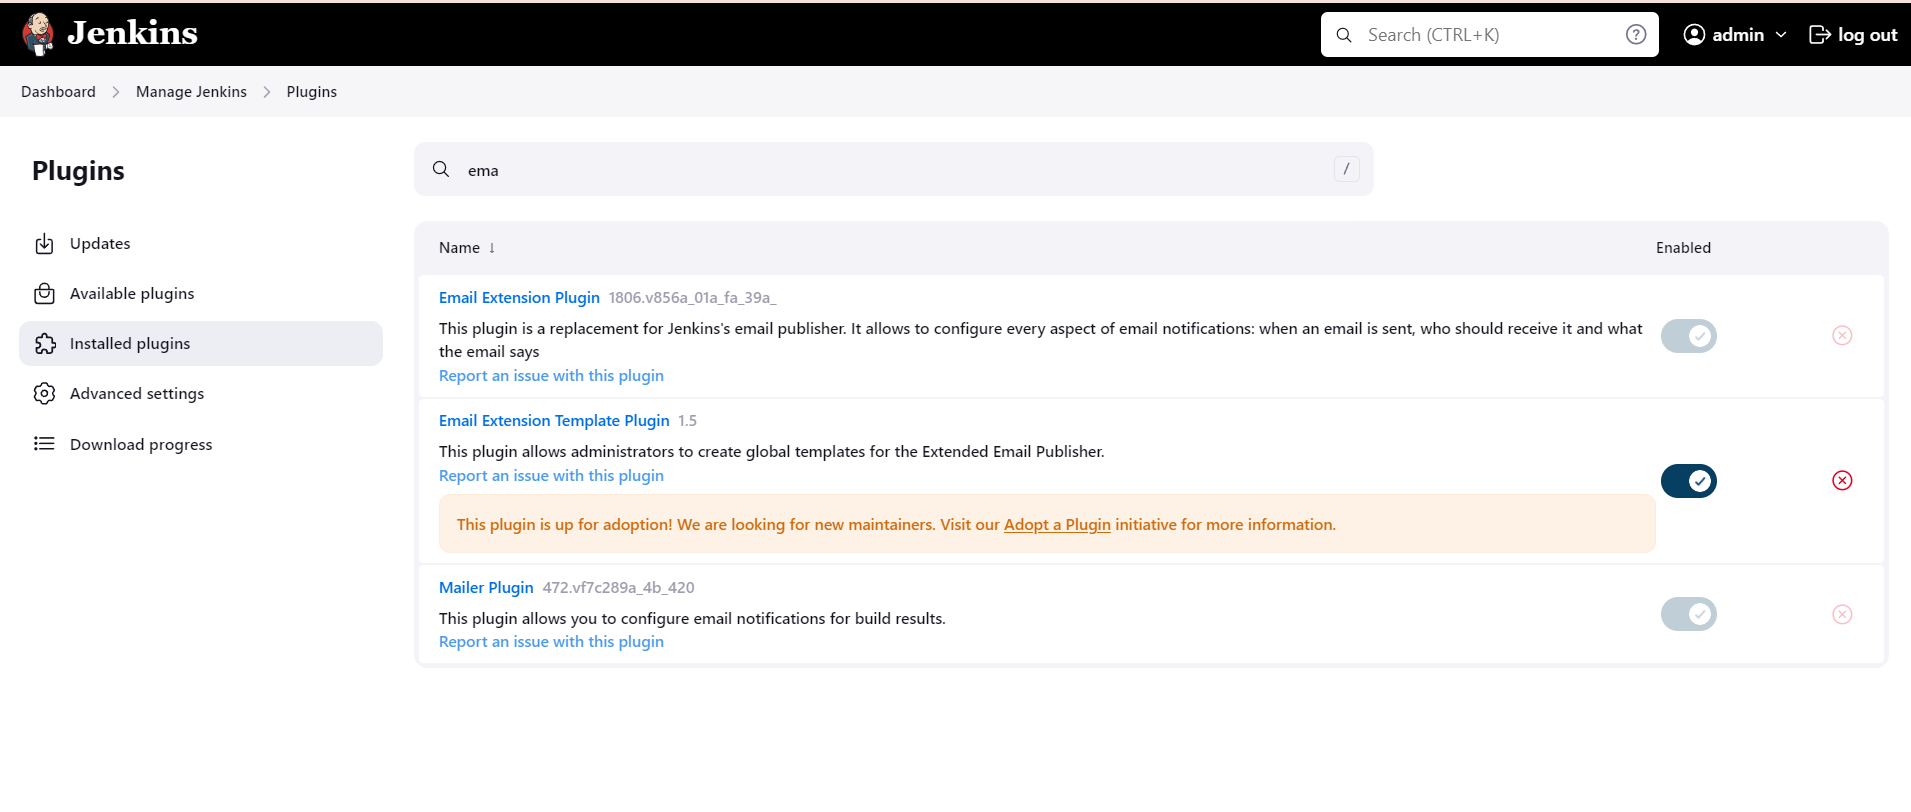 Jenkins
Search (CTRL+K)
?
admin
log out
Dashboard
Manage Jenkins
Plugins
Plugins
Updates
Available plugins
Installed plugins
Advanced settings
Download progress
ema
/
Name ↓
Enabled
Email Extension Plugin 1806.v856a_01a_fa_39a_
This plugin is a replacement for Jenkins's email publisher. It allows to configure every aspect of email notifications: when an email is sent, who should receive it and what
the email says
Report an issue with this plugin
Email Extension Template Plugin 1.5
This plugin allows administrators to create global templates for the Extended Email Publisher.
Report an issue with this plugin
This plugin is up for adoption! We are looking for new maintainers. Visit our Adopt a Plugin initiative for more information.
Mailer Plugin 472.vf7c289a_4b_420
This plugin allows you to configure email notifications for build results.
Report an issue with this plugin